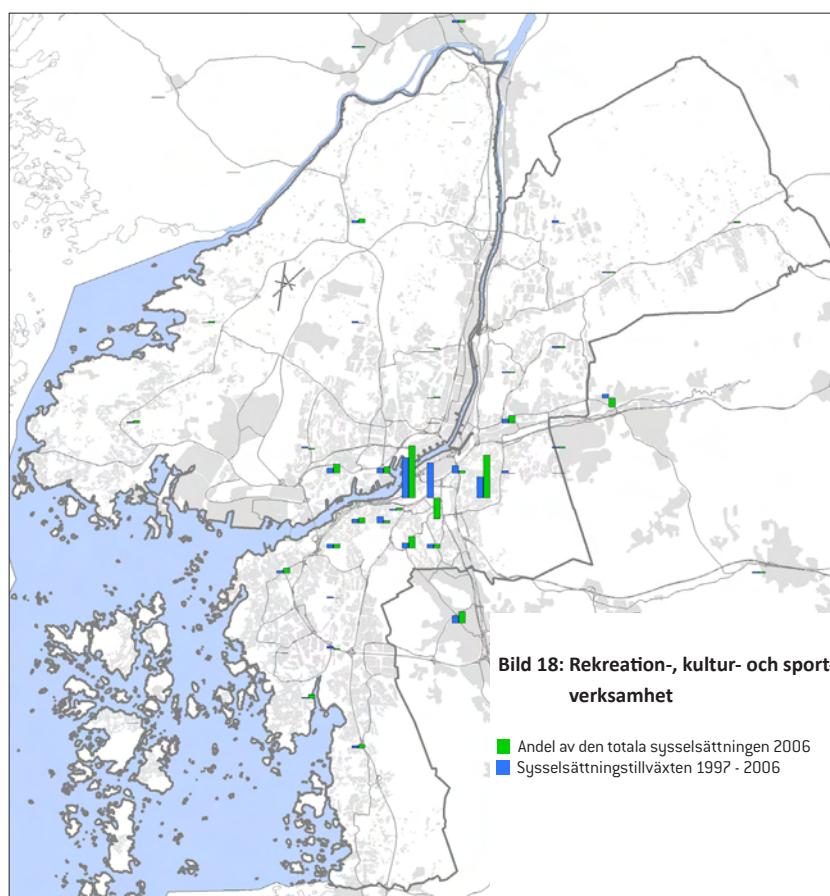 Bild 18: Rekreation-, kultur- och sport-
verksamhet
Andel av den totala sysselsättningen 2006
Sysselsättningstillväxten 1997 - 2006